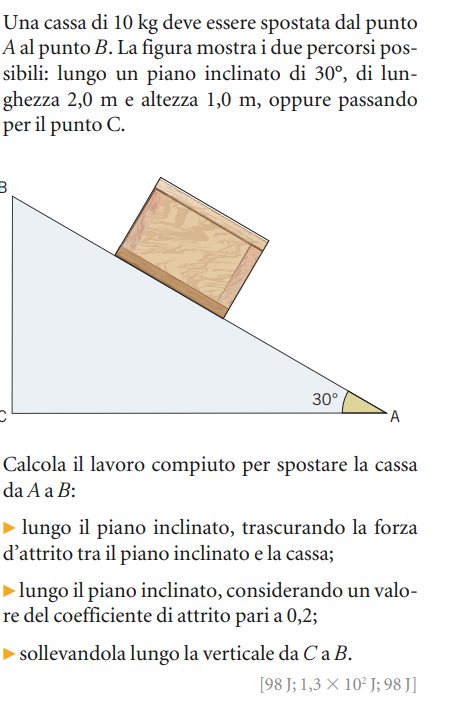 Una cassa di 10 kg deve essere spostata dal punto
A al punto B. La figura mostra i due percorsi pos-
sibili: lungo un piano inclinato di 30°, di lun-
ghezza 2,0 m e altezza 1,0 m, oppure passando
per il punto C.
B
30°
C
A
Calcola il lavoro compiuto per spostare la cassa
da A a B:
▶ lungo il piano inclinato, trascurando la forza
d’attrito tra il piano inclinato e la cassa;
▶ lungo il piano inclinato, considerando un valo-
re del coefficiente di attrito pari a 0,2;
▶ sollevandola lungo la verticale da C a B.
[98 J; 1,3 × 10² J; 98 J]